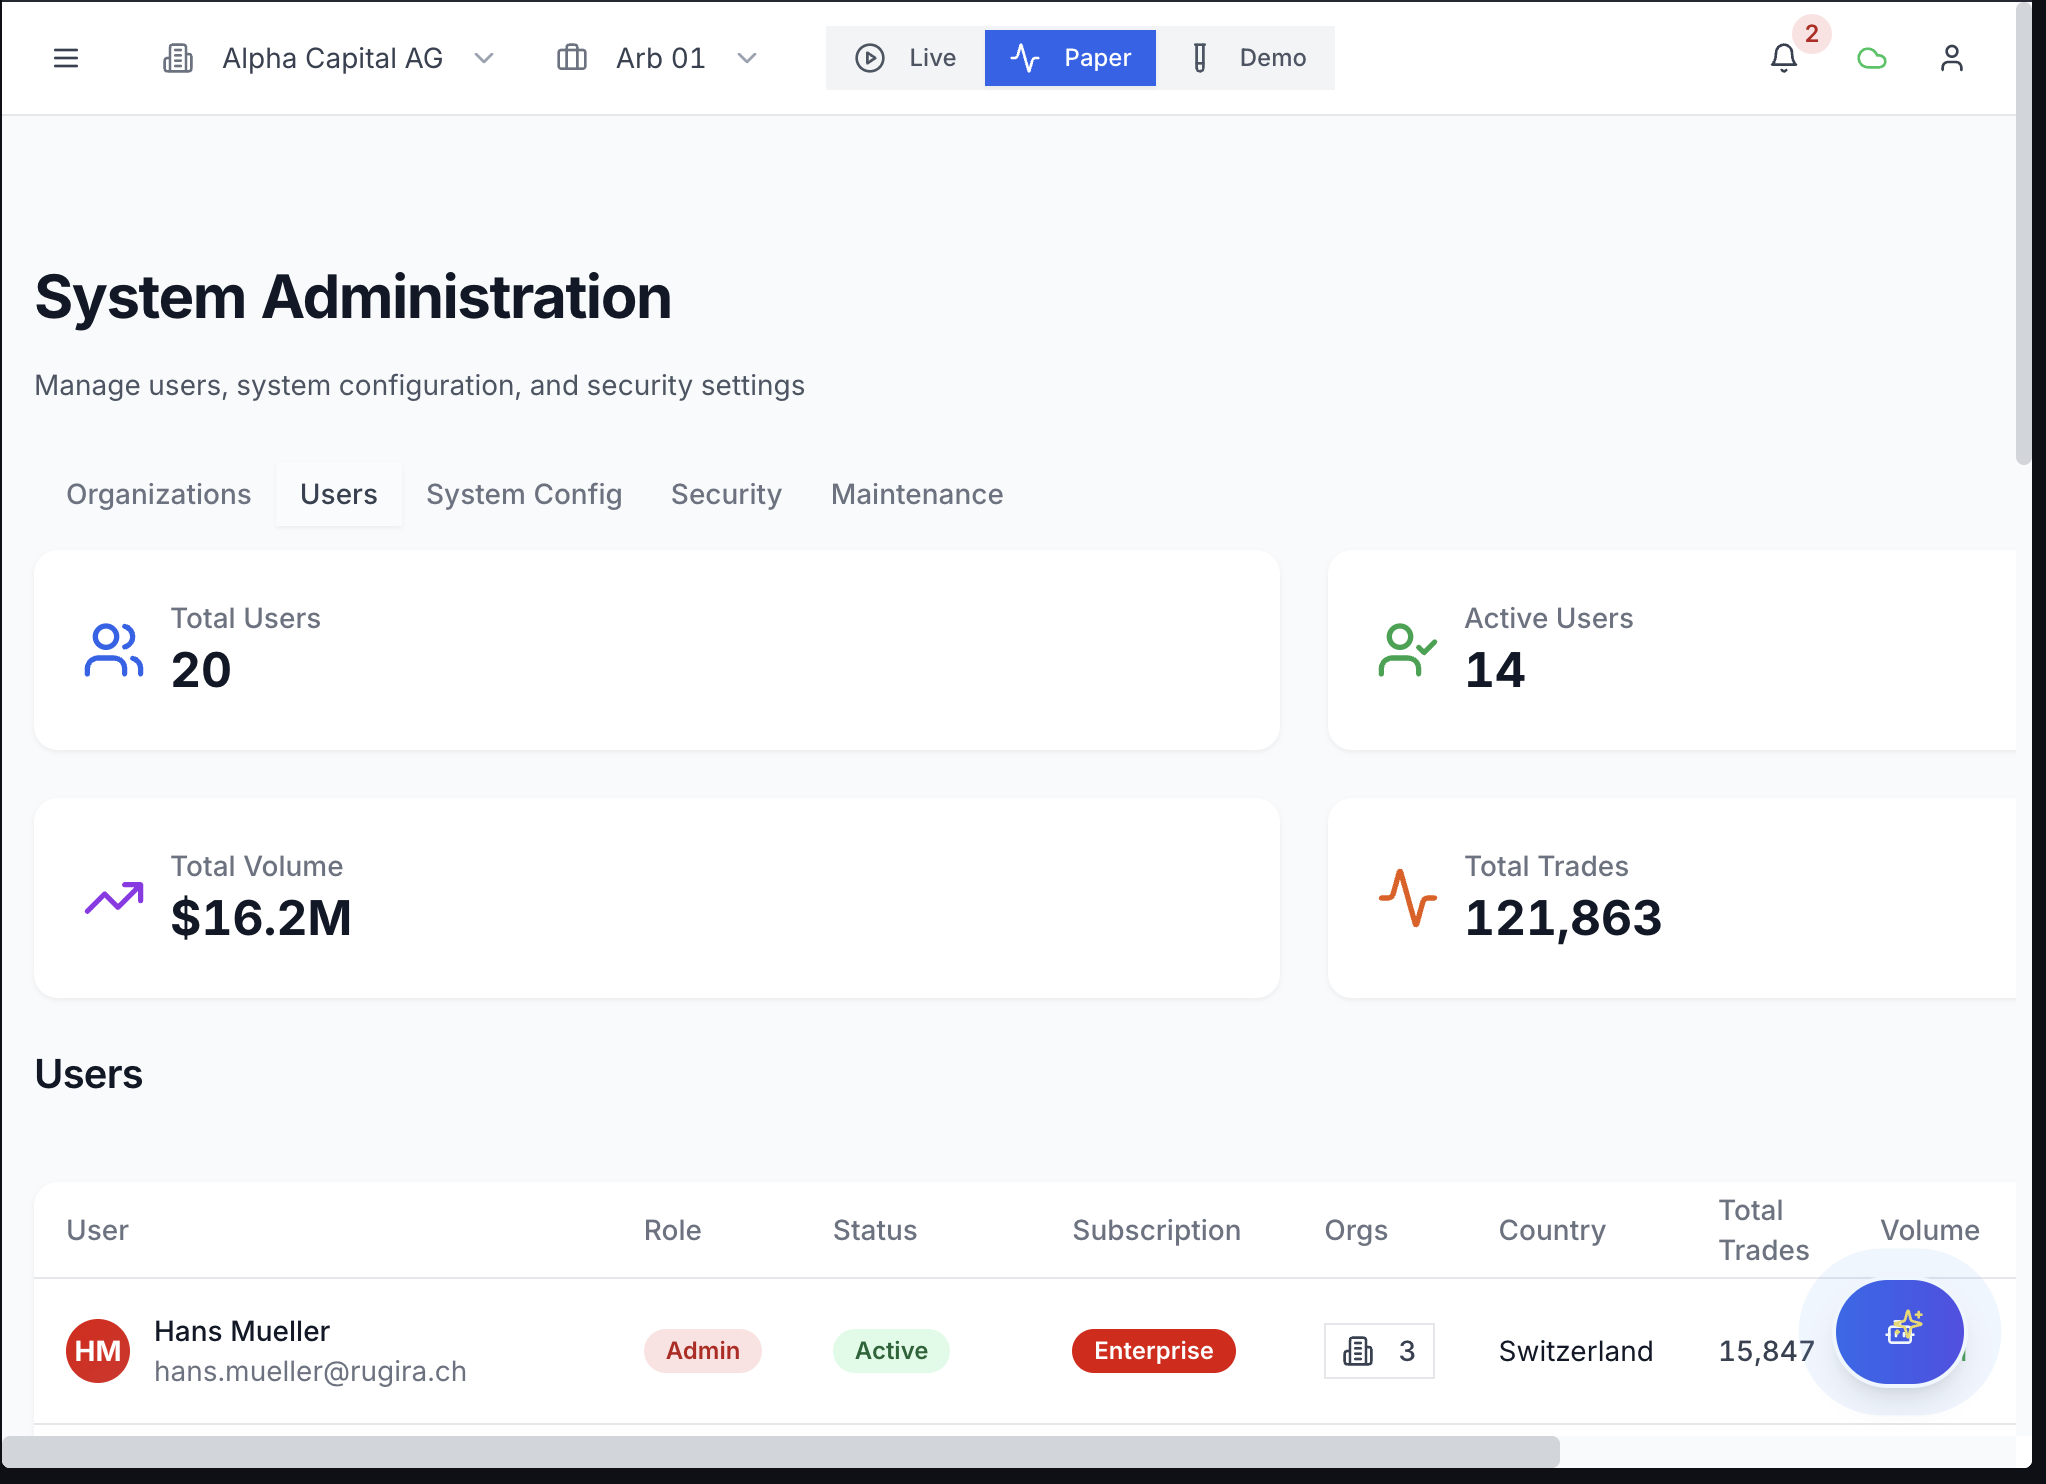 Alpha Capital AG
Arb 01
Live
Paper
Demo
2
System Administration
Manage users, system configuration, and security settings
Organizations
Users
System Config
Security
Maintenance
Total Users
20
Active Users
14
Total Volume
$16.2M
Total Trades
121,863
Users
User
Role
Status
Subscription
Orgs
Country
Total
Trades
Volume
HM
Hans Mueller
hans.mueller@rugira.ch
Admin
Active
Enterprise
3
Switzerland
15,847